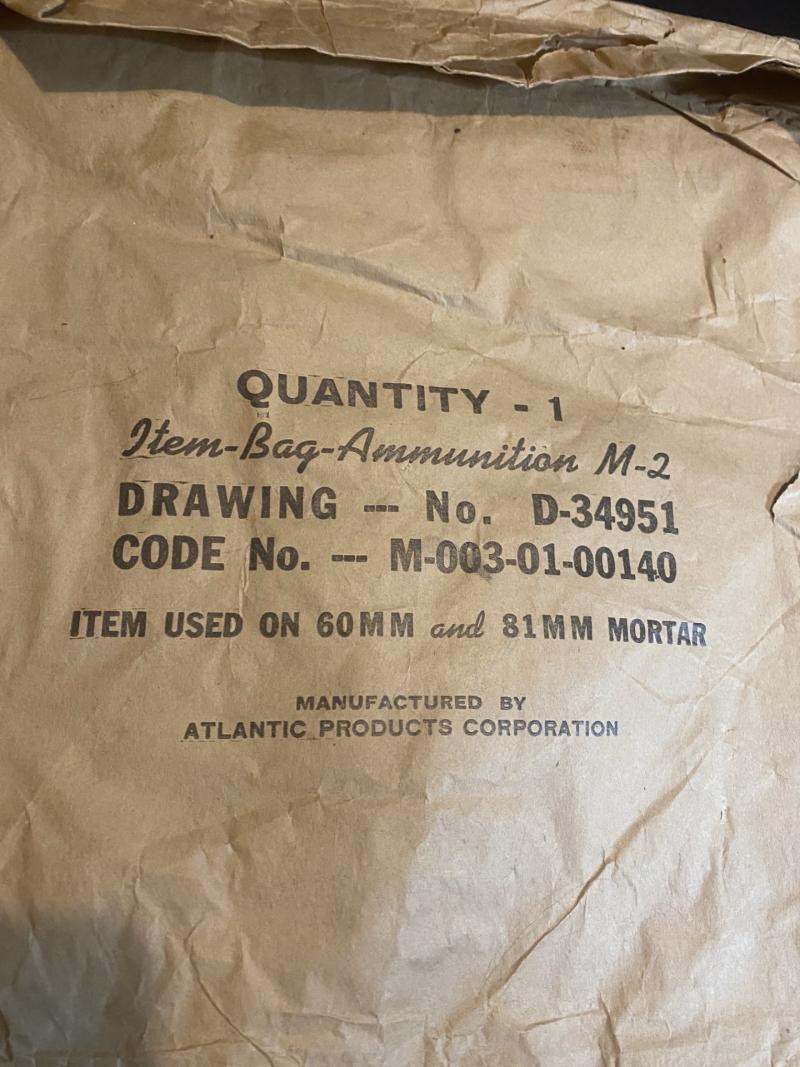 QUANTITY - 1
Item-Bag-Ammunition M-2
DRAWING --- No. D-34951
CODE No. --- M-003-01-00140
ITEM USED ON 60MM and 81MM MORTAR
MANUFACTURED BY
ATLANTIC PRODUCTS CORPORATION